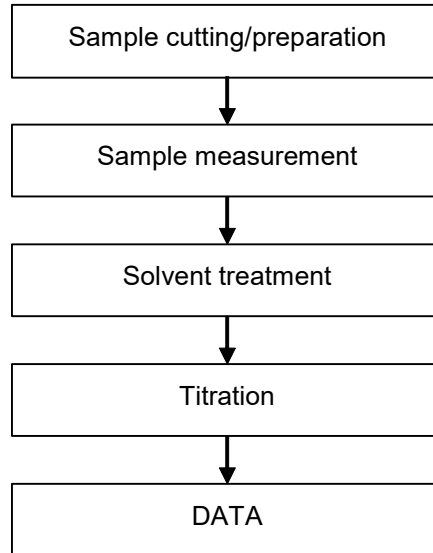 Sample cutting/preparation
Sample measurement
Solvent treatment
Titration
DATA